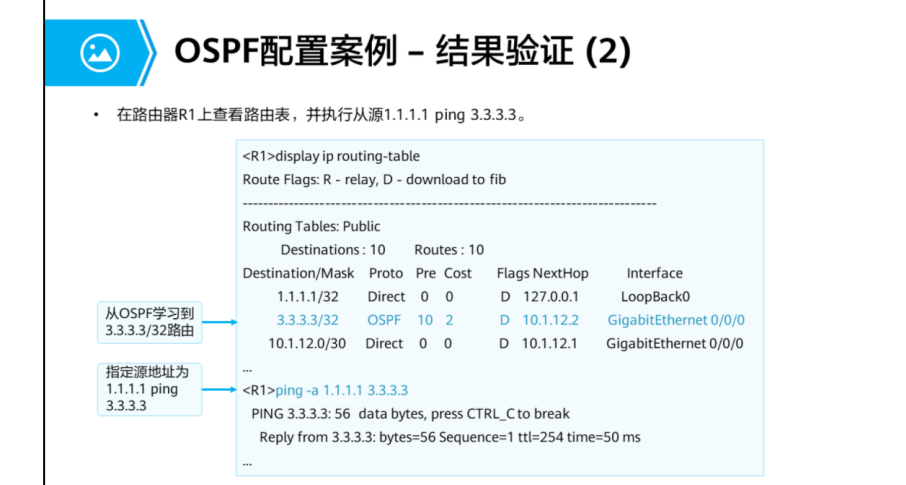 OSPF配置案例 – 结果验证 (2)
• 在路由器R1上查看路由表，并执行从源1.1.1.1 ping 3.3.3.3。
<R1>display ip routing-table
Route Flags: R - relay, D - download to fib
--------------------------------------------------------------------------------
Routing Tables: Public
Destinations : 10 Routes : 10
Destination/Mask Proto Pre Cost Flags NextHop Interface
1.1.1.1/32 Direct 0 0 D 127.0.0.1 LoopBack0
从OSPF学习到
3.3.3.3/32路由
3.3.3.3/32 OSPF 10 2 D 10.1.12.2 GigabitEthernet 0/0/0
10.1.12.0/30 Direct 0 0 D 10.1.12.1 GigabitEthernet 0/0/0
...
指定源地址为
1.1.1.1 ping
3.3.3.3
<R1>ping -a 1.1.1.1 3.3.3.3
PING 3.3.3.3: 56 data bytes, press CTRL_C to break
Reply from 3.3.3.3: bytes=56 Sequence=1 ttl=254 time=50 ms
...